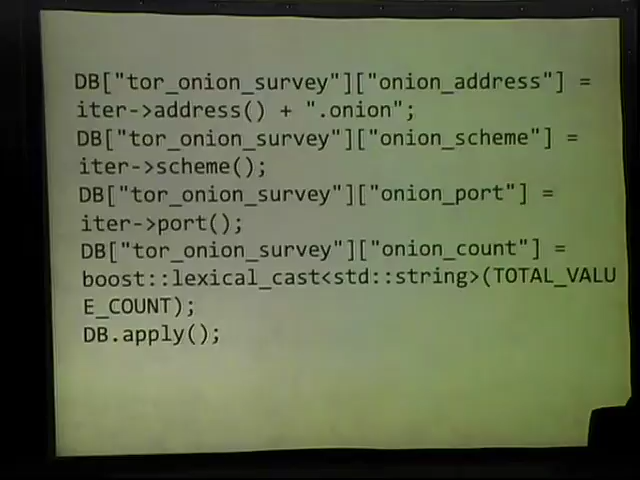 DB["tor_onion_survey"]["onion_address"] =
iter->address() + ".onion";
DB["tor_onion_survey"]["onion_scheme"] =
iter->scheme();
DB["tor_onion_survey"]["onion_port"] =
iter->port();
DB["tor_onion_survey"]["onion_count"] =
boost::lexical_cast<std::string>(TOTAL_VALU
E_COUNT);
DB.apply();